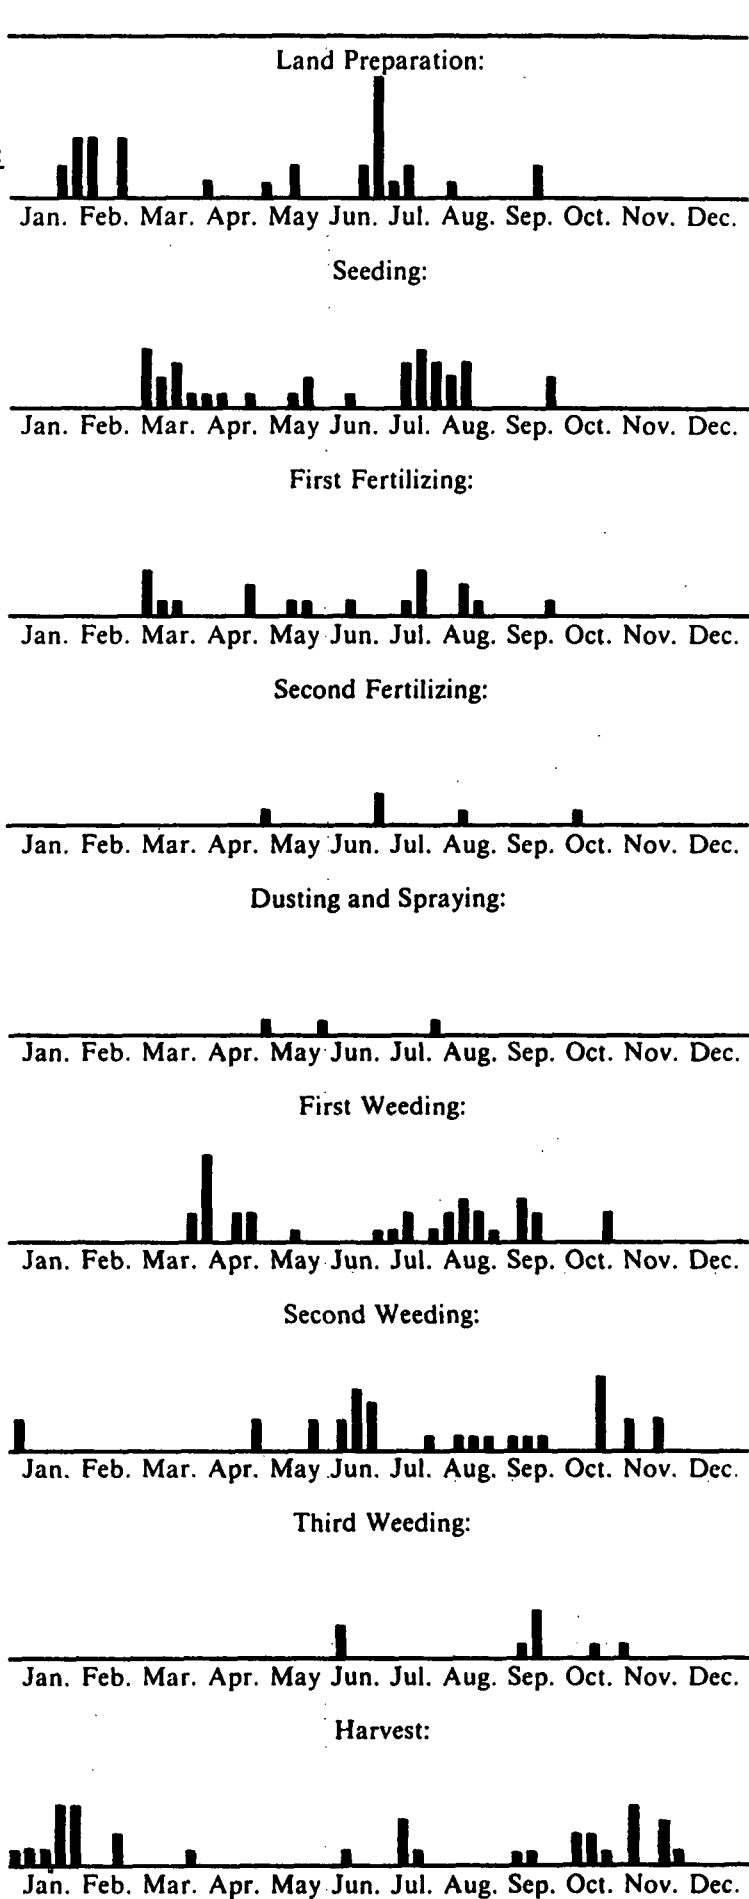 Land Preparation:
Jan. Feb. Mar. Apr. May Jun. Jul. Aug. Sep. Oct. Nov. Dec.
Seeding:
Jan. Feb. Mar. Apr. May Jun. Jul. Aug. Sep. Oct. Nov. Dec.
First Fertilizing:
Jan. Feb. Mar. Apr. May Jun. Jul. Aug. Sep. Oct. Nov. Dec.
Second Fertilizing:
Jan. Feb. Mar. Apr. May Jun. Jul. Aug. Sep. Oct. Nov. Dec.
Dusting and Spraying:
Jan. Feb. Mar. Apr. May Jun. Jul. Aug. Sep. Oct. Nov. Dec.
First Weeding:
Jan. Feb. Mar. Apr. May Jun. Jul. Aug. Sep. Oct. Nov. Dec.
Second Weeding:
Jan. Feb. Mar. Apr. May Jun. Jul. Aug. Sep. Oct. Nov. Dec.
Third Weeding:
Jan. Feb. Mar. Apr. May Jun. Jul. Aug. Sep. Oct. Nov. Dec.
Harvest:
Jan. Feb. Mar. Apr. May Jun. Jul. Aug. Sep. Oct. Nov. Dec.